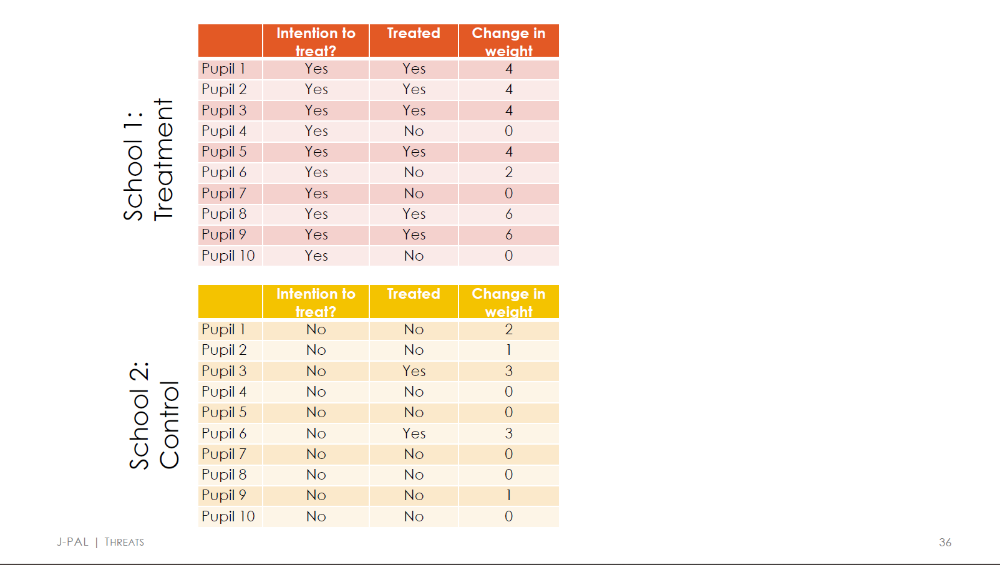 School 1:
Treatment
Intention to treat? Treated Change in weight
Pupil 1 Yes Yes 4
Pupil 2 Yes Yes 4
Pupil 3 Yes Yes 4
Pupil 4 Yes No 0
Pupil 5 Yes Yes 4
Pupil 6 Yes No 2
Pupil 7 Yes No 0
Pupil 8 Yes Yes 6
Pupil 9 Yes Yes 6
Pupil 10 Yes No 0
School 2:
Control
Intention to treat? Treated Change in weight
Pupil 1 No No 2
Pupil 2 No No 1
Pupil 3 No Yes 3
Pupil 4 No No 0
Pupil 5 No No 0
Pupil 6 No Yes 3
Pupil 7 No No 0
Pupil 8 No No 0
Pupil 9 No No 1
Pupil 10 No No 0
J-PAL | THREATS 36